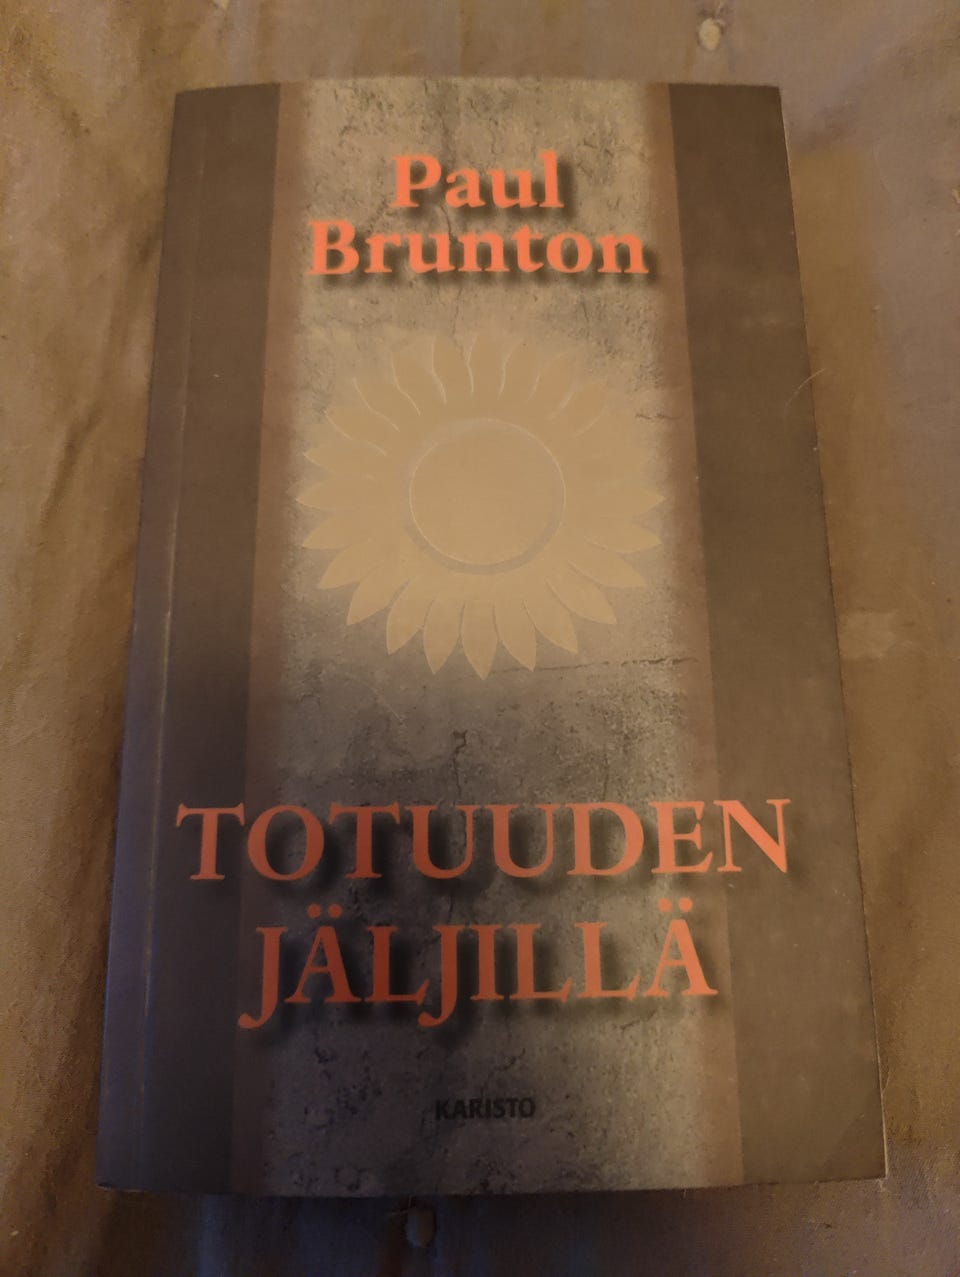 Paul
Brunton
TOTUUDEN
JÄLJILLÄ
KARISTO